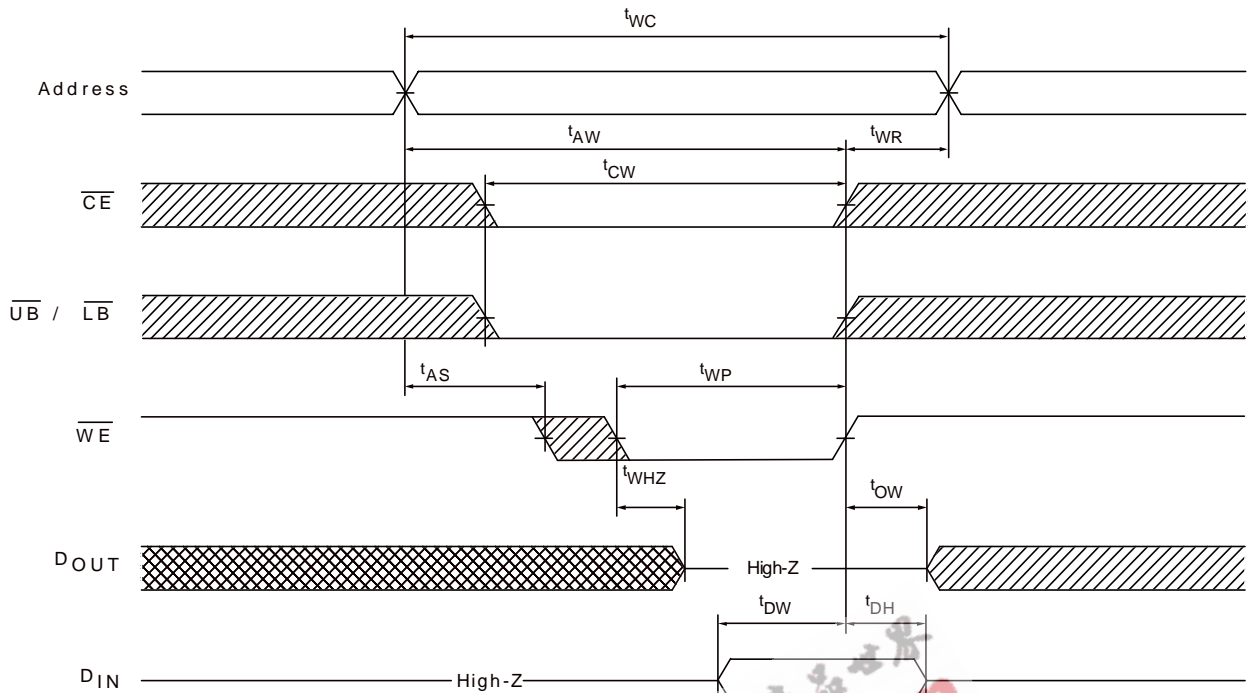 tWC
Address
tAW
tWR
tCW
CE
UB / LB
tAS
tWP
WE
tWHZ
tOW
DOUT
High-Z
tDW
tDH
DIN
High-Z